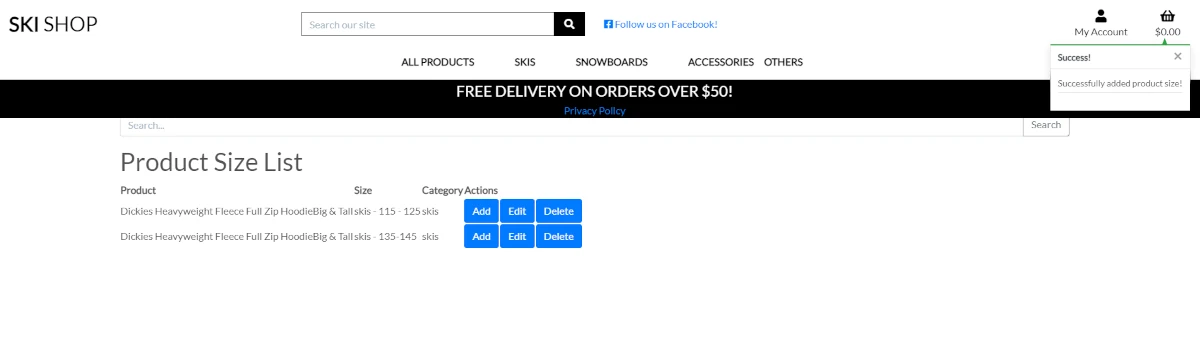 SKI SHOP
Search our site
Follow us on Facebook!
My Account
$0.00
ALL PRODUCTS SKIS SNOWBOARDS ACCESSORIES OTHERS
Success!
Successfully added product size!
FREE DELIVERY ON ORDERS OVER $50!
Privacy Policy
Search... Search
Product Size List
Product Size Category Actions
Dickies Heavyweight Fleece Full Zip HoodieBig & Tall skis - 115 - 125 skis Add Edit Delete
Dickies Heavyweight Fleece Full Zip HoodieBig & Tall skis - 135-145 skis Add Edit Delete